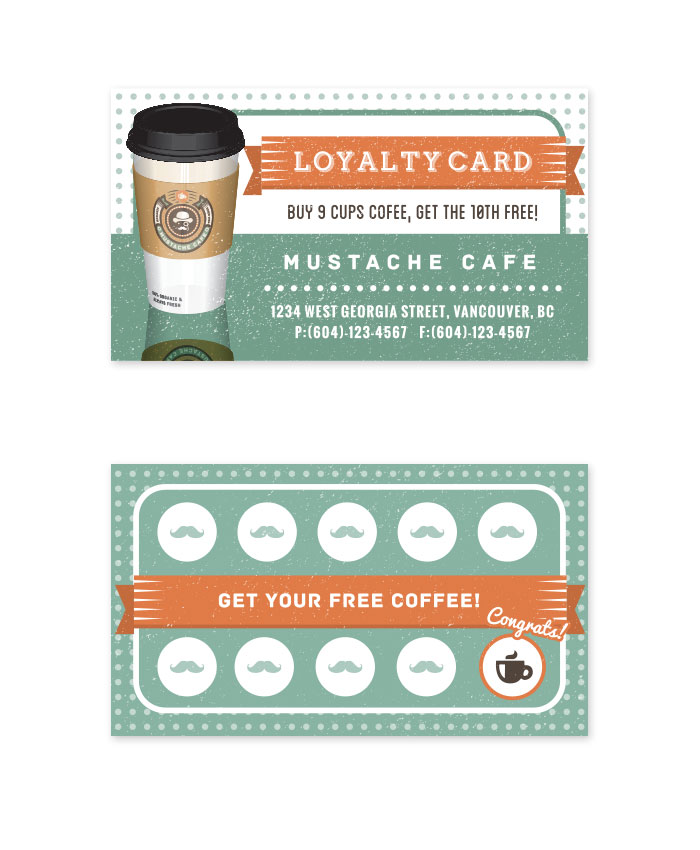 LOYALTY CARD
BUY 9 CUPS COFEE, GET THE 10TH FREE!
MUSTACHE CAFE
1234 WEST GEORGIA STREET, VANCOUVER, BC
P:(604)-123-4567 F:(604)-123-4567
MUSTACHE CAFE
100% ORGANIC &
ALWAYS FRESH
GET YOUR FREE COFFEE!
Congrats!